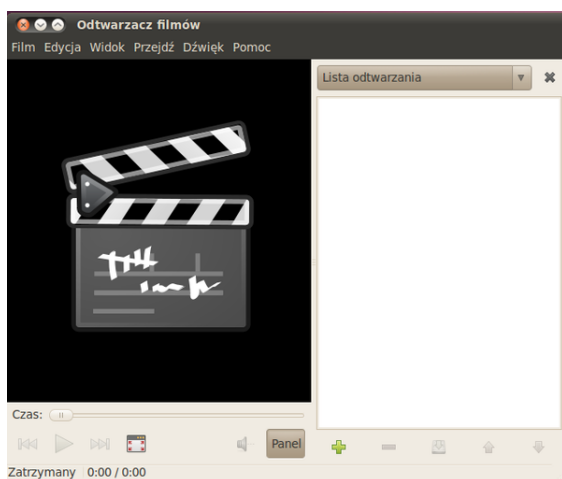 Odtwarzacz filmów
Film Edycja Widok Przejdź Dźwięk Pomoc
Lista odtwarzania
Czas:
Panel
Zatrzymany 0:00 / 0:00